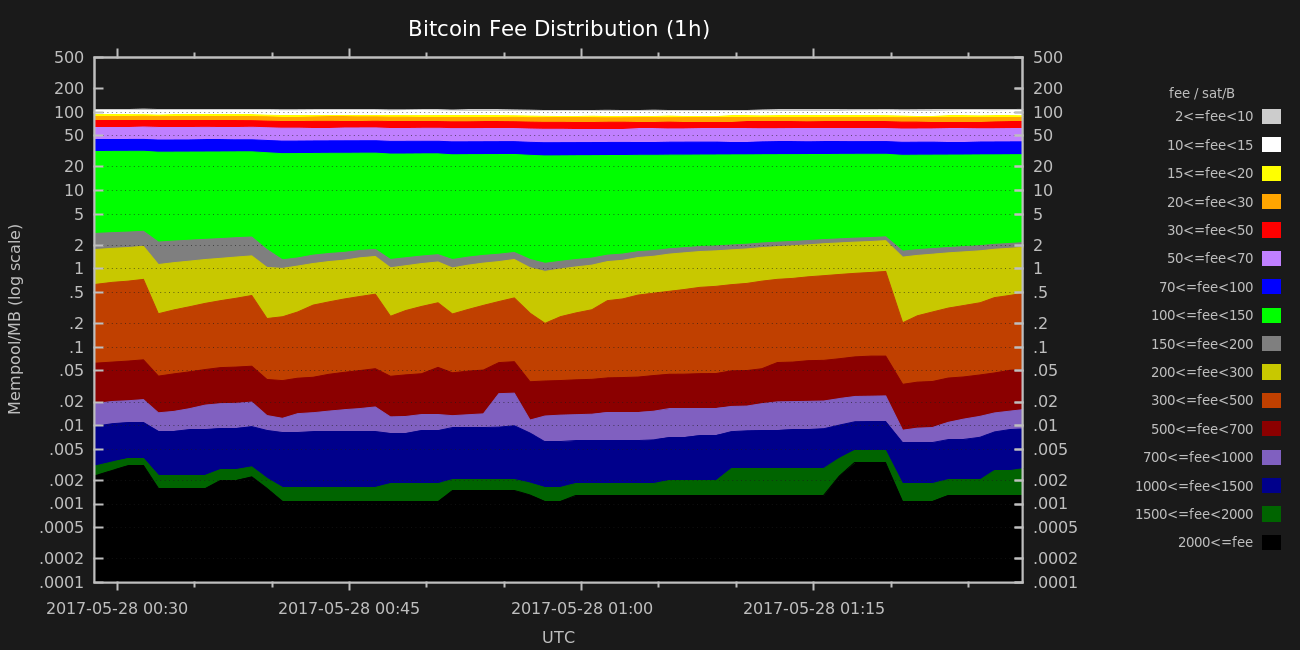 Bitcoin Fee Distribution (1h)
Mempool/MB (log scale)
500
200
100
50
20
10
5
2
1
.5
.2
.1
.05
.02
.01
.005
.002
.001
.0005
.0002
.0001
500
200
100
50
20
10
5
2
1
.5
.2
.1
.05
.02
.01
.005
.002
.001
.0005
.0002
.0001
2017-05-28 00:30
2017-05-28 00:45
2017-05-28 01:00
2017-05-28 01:15
UTC
fee / sat/B
2<=fee<10
10<=fee<15
15<=fee<20
20<=fee<30
30<=fee<50
50<=fee<70
70<=fee<100
100<=fee<150
150<=fee<200
200<=fee<300
300<=fee<500
500<=fee<700
700<=fee<1000
1000<=fee<1500
1500<=fee<2000
2000<=fee